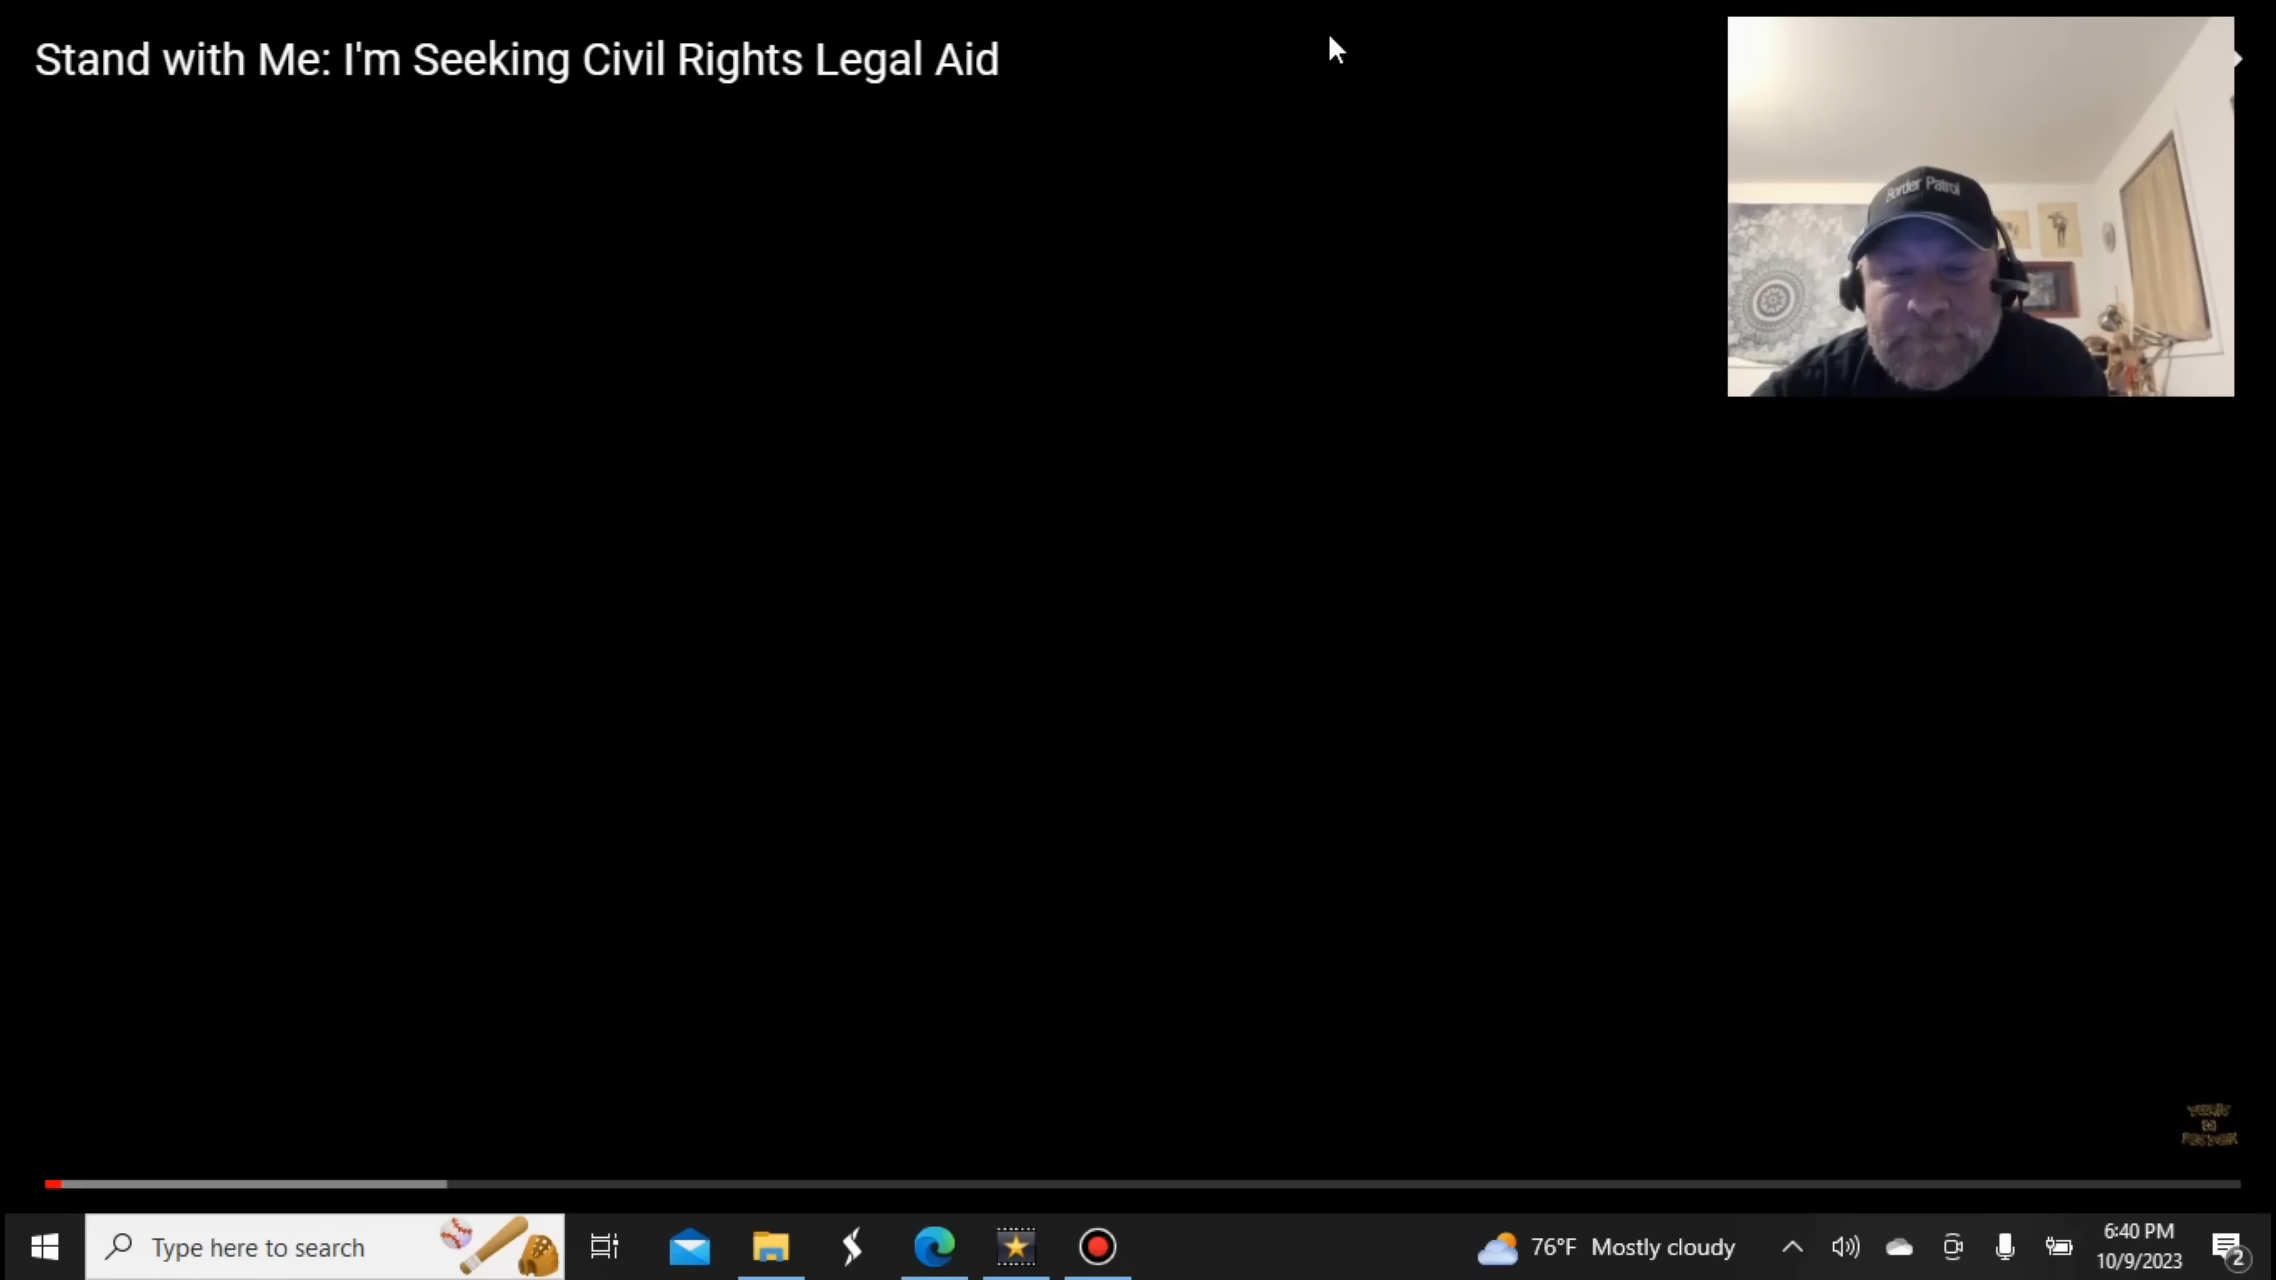 Stand with Me: I'm Seeking Civil Rights Legal Aid
Border Patrol
Type here to search
76°F Mostly cloudy
6:40 PM
10/9/2023
2